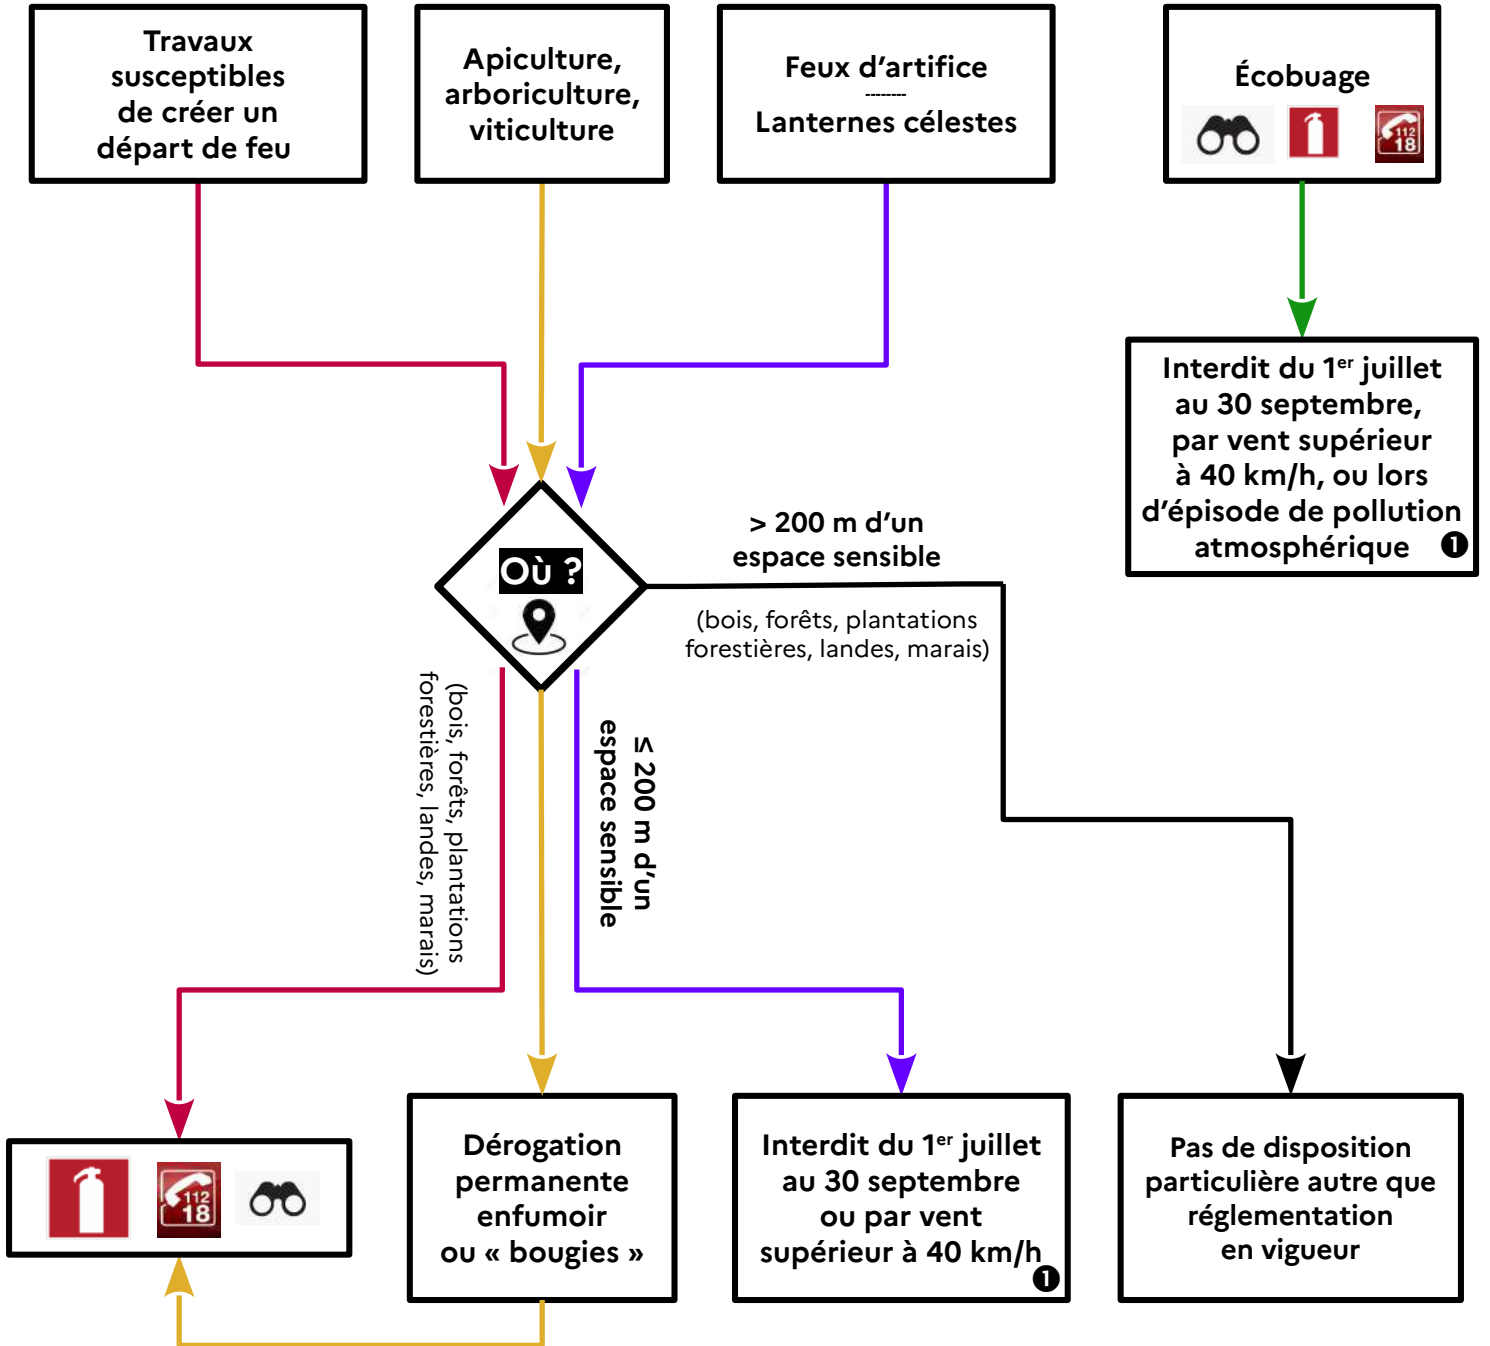 Travaux
susceptibles
de créer un
départ de feu
Apiculture,
arboriculture,
viticulture
Feux d'artifice
--------
Lanternes célestes
Écobuage
112
18
Interdit du 1er juillet
au 30 septembre,
par vent supérieur
à 40 km/h, ou lors
d'épisode de pollution
atmosphérique ❶
Où ?
> 200 m d'un
espace sensible
(bois, forêts, plantations
forestières, landes, marais)
(bois, forêts, plantations
forestières, landes, marais)
≤ 200 m d'un
espace sensible
112
18
Dérogation
permanente
enfumoir
ou « bougies »
Interdit du 1er juillet
au 30 septembre
ou par vent
supérieur à 40 km/h
❶
Pas de disposition
particulière autre que
réglementation
en vigueur